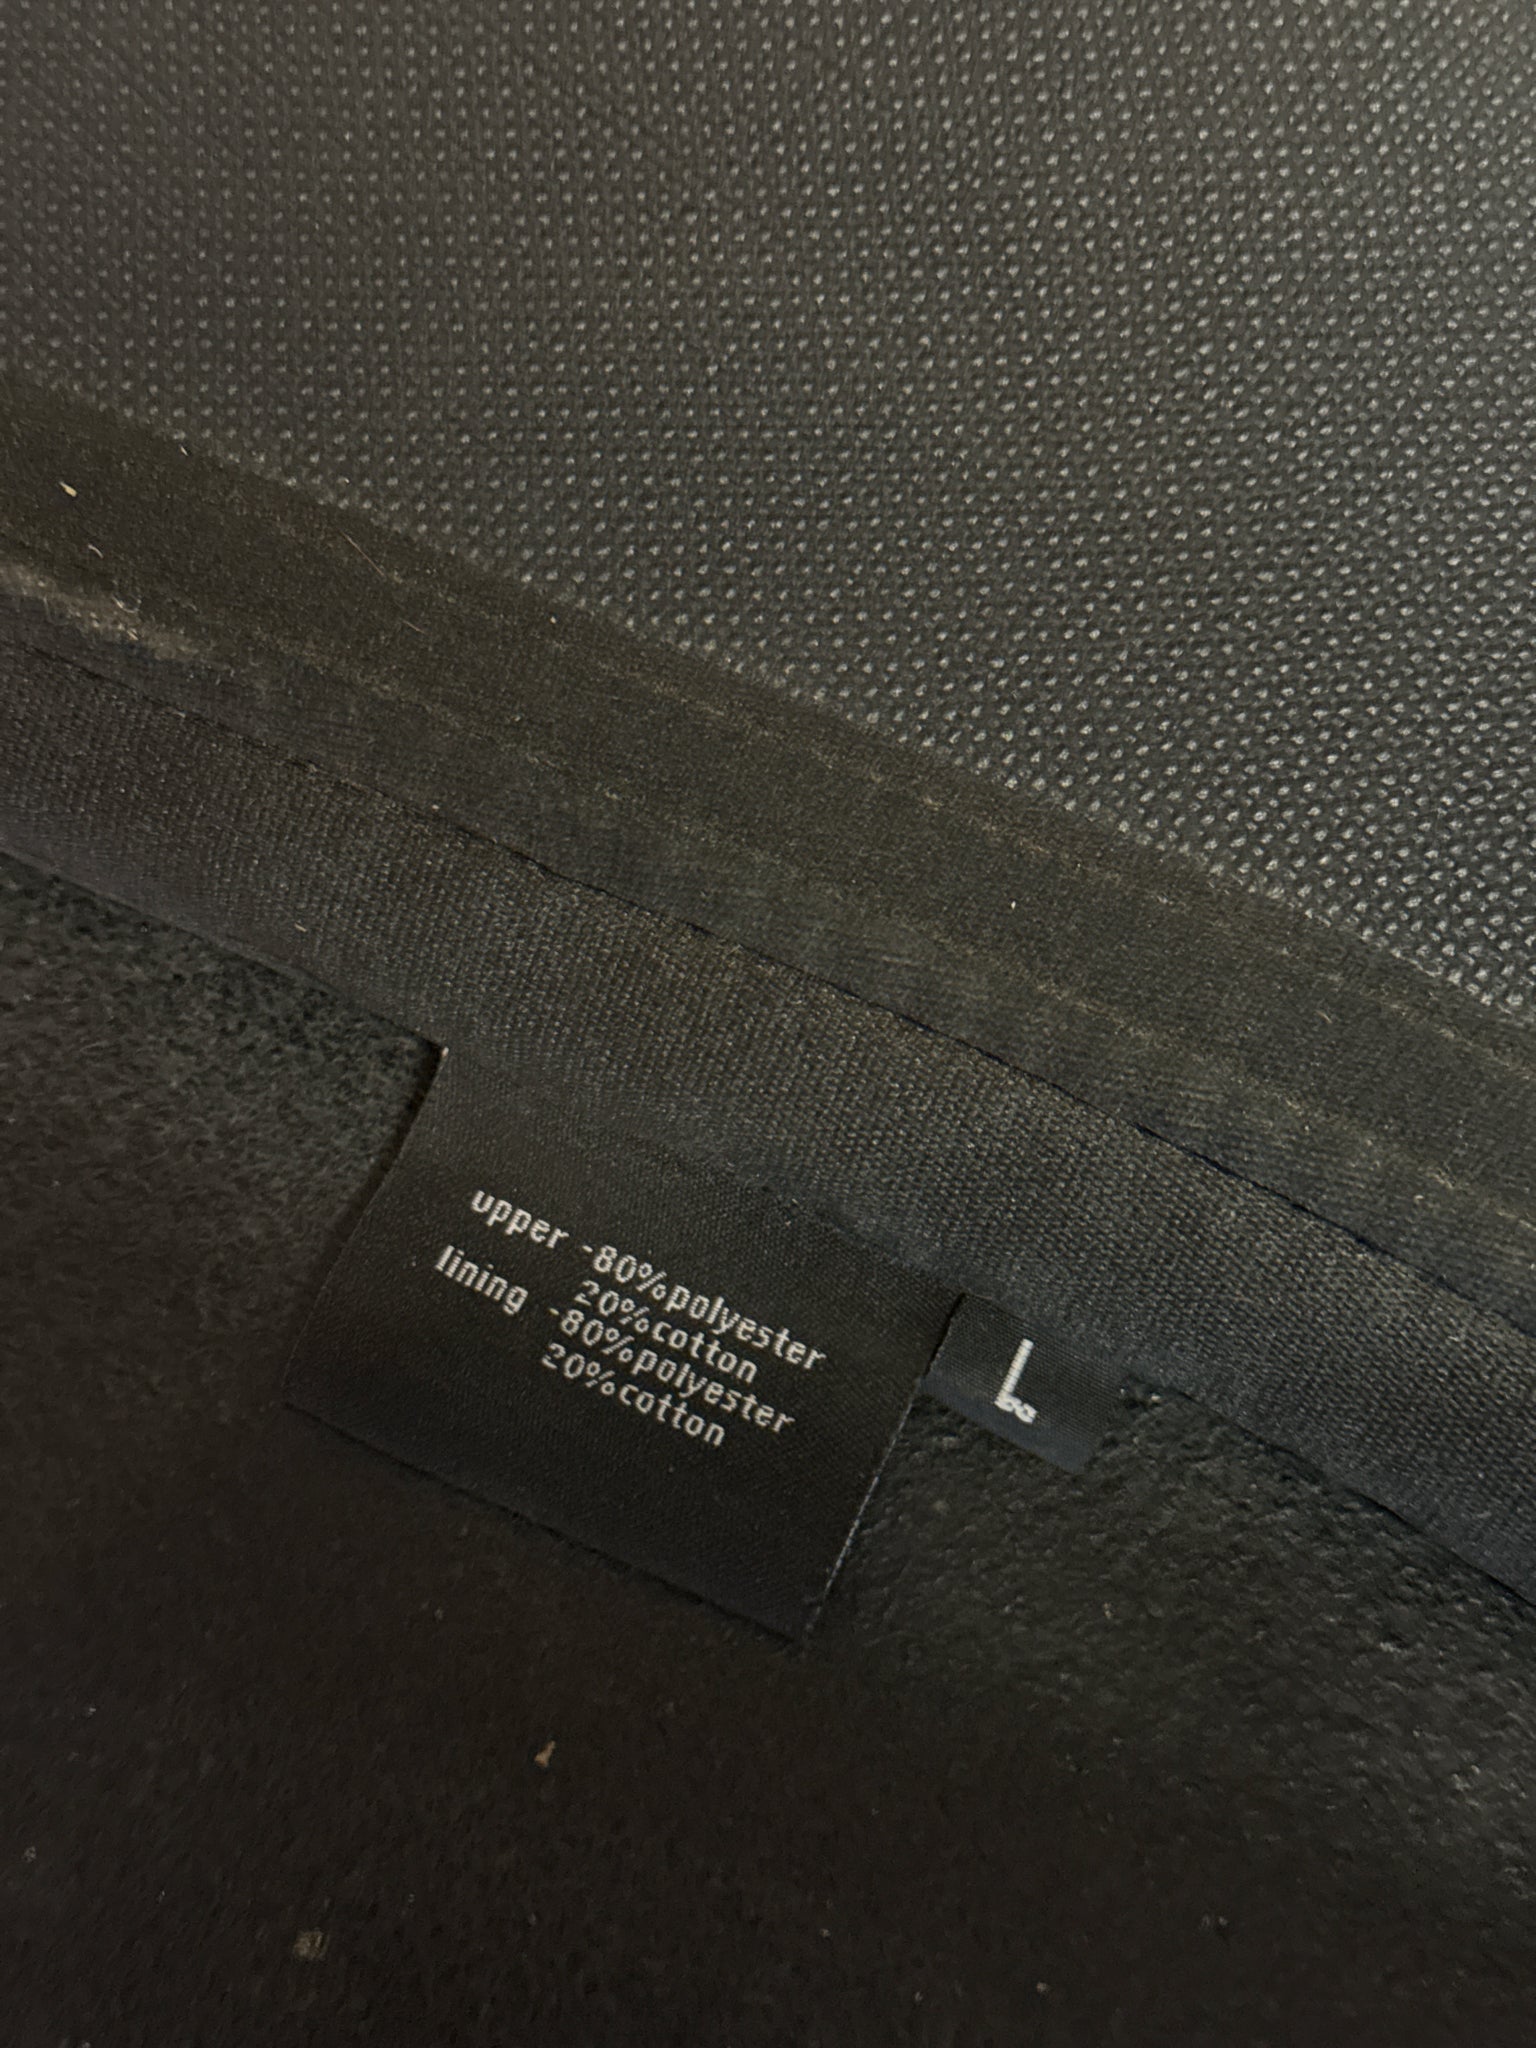 upper -80%polyester
20%cotton
lining -80%polyester
20%cotton
L